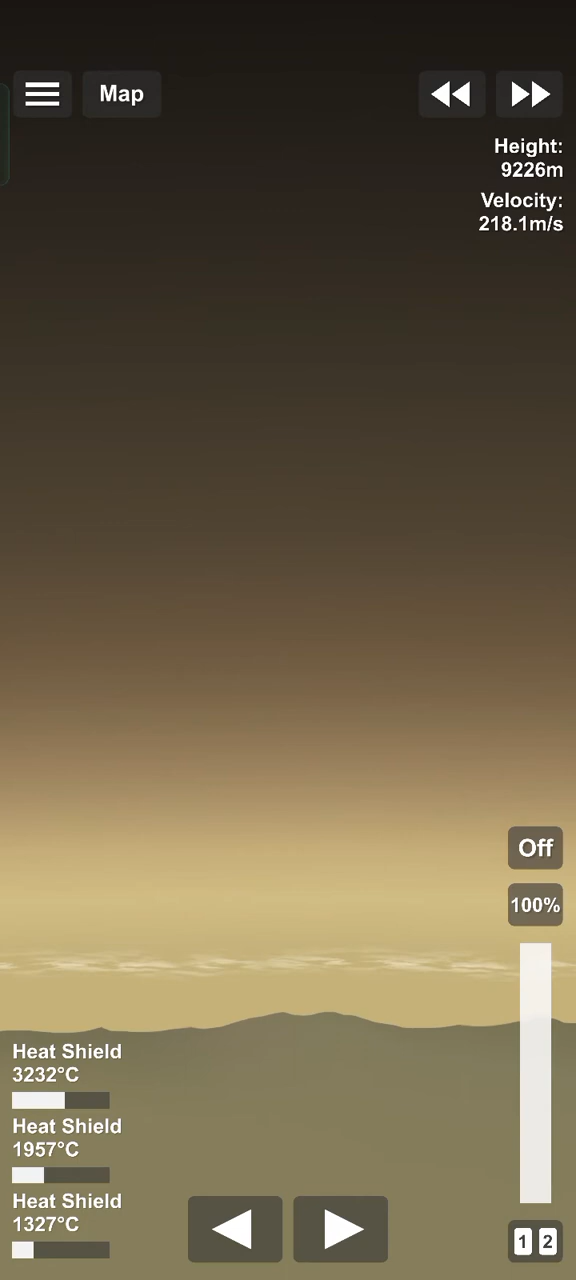 Map
Height:
9226m
Velocity:
218.1m/s
Off
100%
Heat Shield
3232°C
Heat Shield
1957°C
Heat Shield
1327°C
1 2